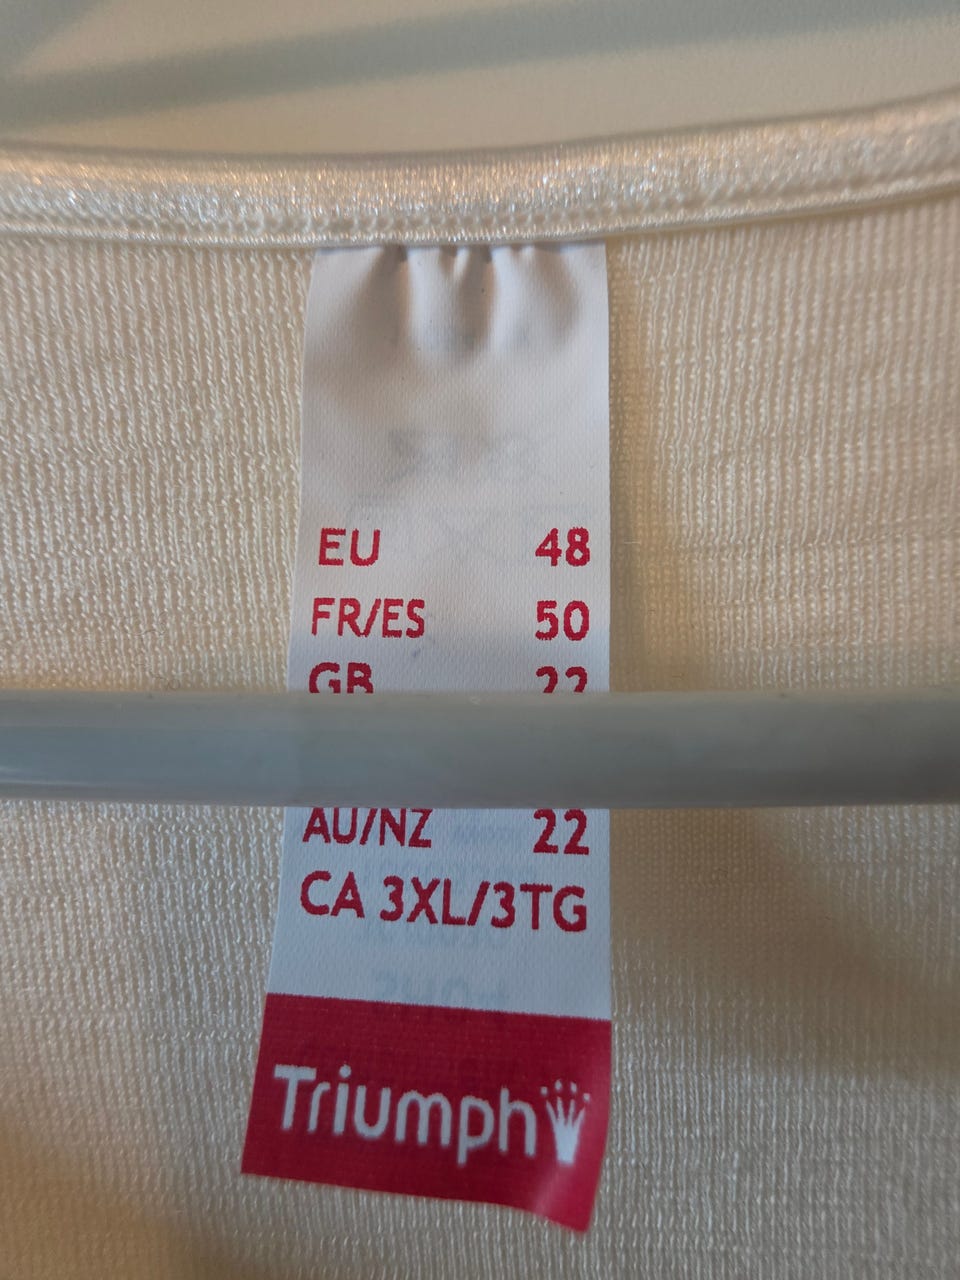 EU 48
FR/ES 50
GB 22
AU/NZ 22
CA 3XL/3TG
Triumph